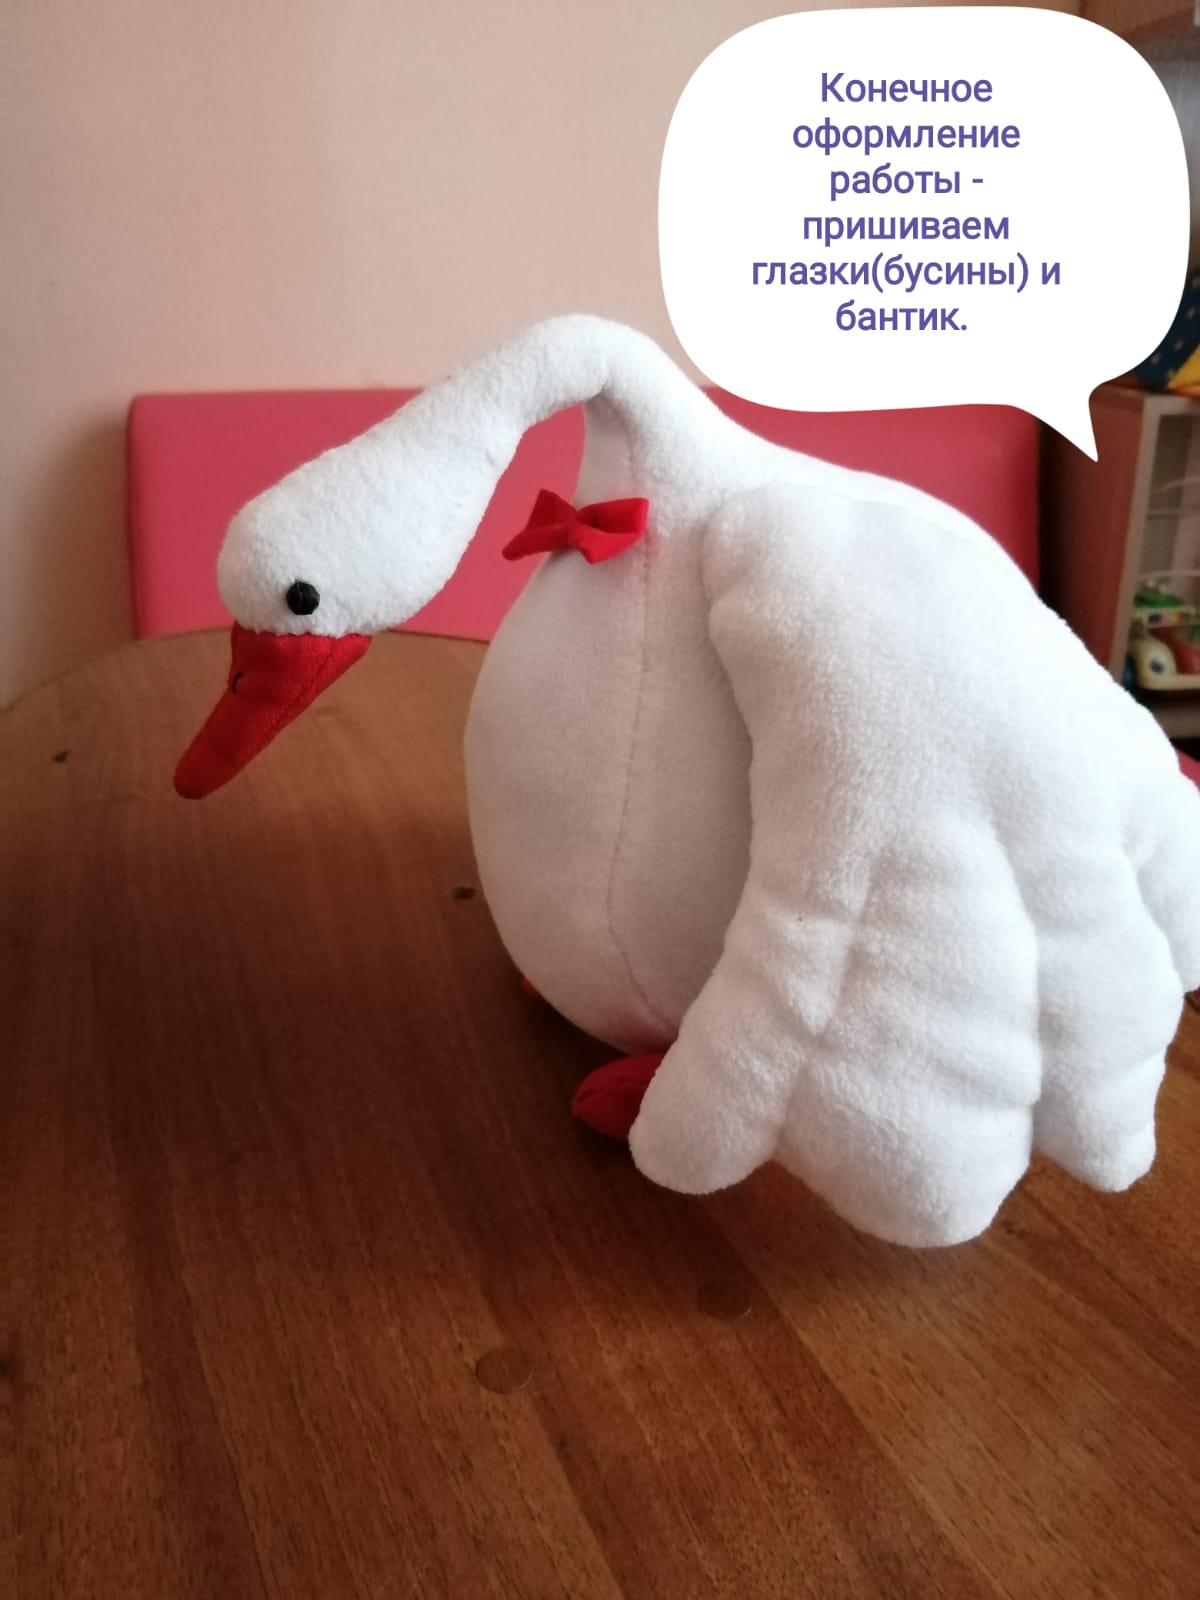 Конечное
оформление
работы -
пришиваем
глазки(бусины) и
бантик.